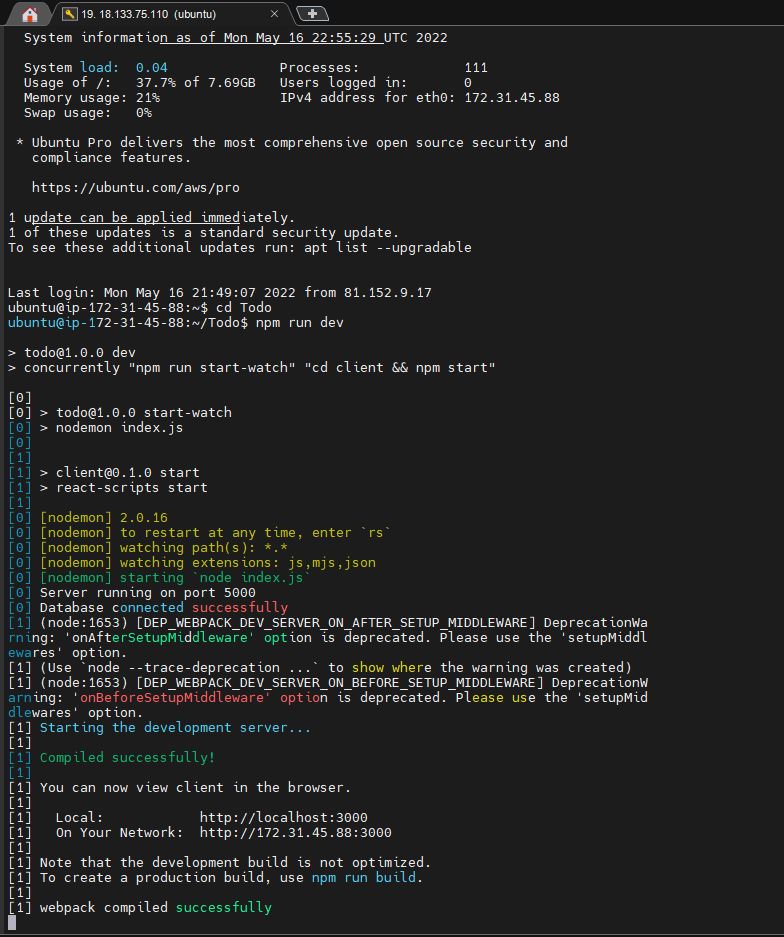 19. 18.133.75.110 (ubuntu)
System information as of Mon May 16 22:55:29 UTC 2022
System load: 0.04 Processes: 111
Usage of /: 37.7% of 7.69GB Users logged in: 0
Memory usage: 21% IPv4 address for eth0: 172.31.45.88
Swap usage: 0%
* Ubuntu Pro delivers the most comprehensive open source security and
compliance features.
https://ubuntu.com/aws/pro
1 update can be applied immediately.
1 of these updates is a standard security update.
To see these additional updates run: apt list --upgradable
Last login: Mon May 16 21:49:07 2022 from 81.152.9.17
ubuntu@ip-172-31-45-88:~$ cd Todo
ubuntu@ip-172-31-45-88:~/Todo$ npm run dev
> todo@1.0.0 dev
> concurrently "npm run start-watch" "cd client && npm start"
[0]
[0] > todo@1.0.0 start-watch
[0] > nodemon index.js
[0]
[1]
[1] > client@0.1.0 start
[1] > react-scripts start
[1]
[0] [nodemon] 2.0.16
[0] [nodemon] to restart at any time, enter `rs`
[0] [nodemon] watching path(s): *.*
[0] [nodemon] watching extensions: js,mjs,json
[0] [nodemon] starting `node index.js`
[0] Server running on port 5000
[0] Database connected successfully
[1] (node:1653) [DEP_WEBPACK_DEV_SERVER_ON_AFTER_SETUP_MIDDLEWARE] DeprecationWa
rning: 'onAfterSetupMiddleware' option is deprecated. Please use the 'setupMiddl
ewares' option.
[1] (Use `node --trace-deprecation ...` to show where the warning was created)
[1] (node:1653) [DEP_WEBPACK_DEV_SERVER_ON_BEFORE_SETUP_MIDDLEWARE] DeprecationW
arning: 'onBeforeSetupMiddleware' option is deprecated. Please use the 'setupMid
dlewares' option.
[1] Starting the development server...
[1]
[1] Compiled successfully!
[1]
[1] You can now view client in the browser.
[1]
[1] Local: http://localhost:3000
[1] On Your Network: http://172.31.45.88:3000
[1]
[1] Note that the development build is not optimized.
[1] To create a production build, use npm run build.
[1]
[1] webpack compiled successfully